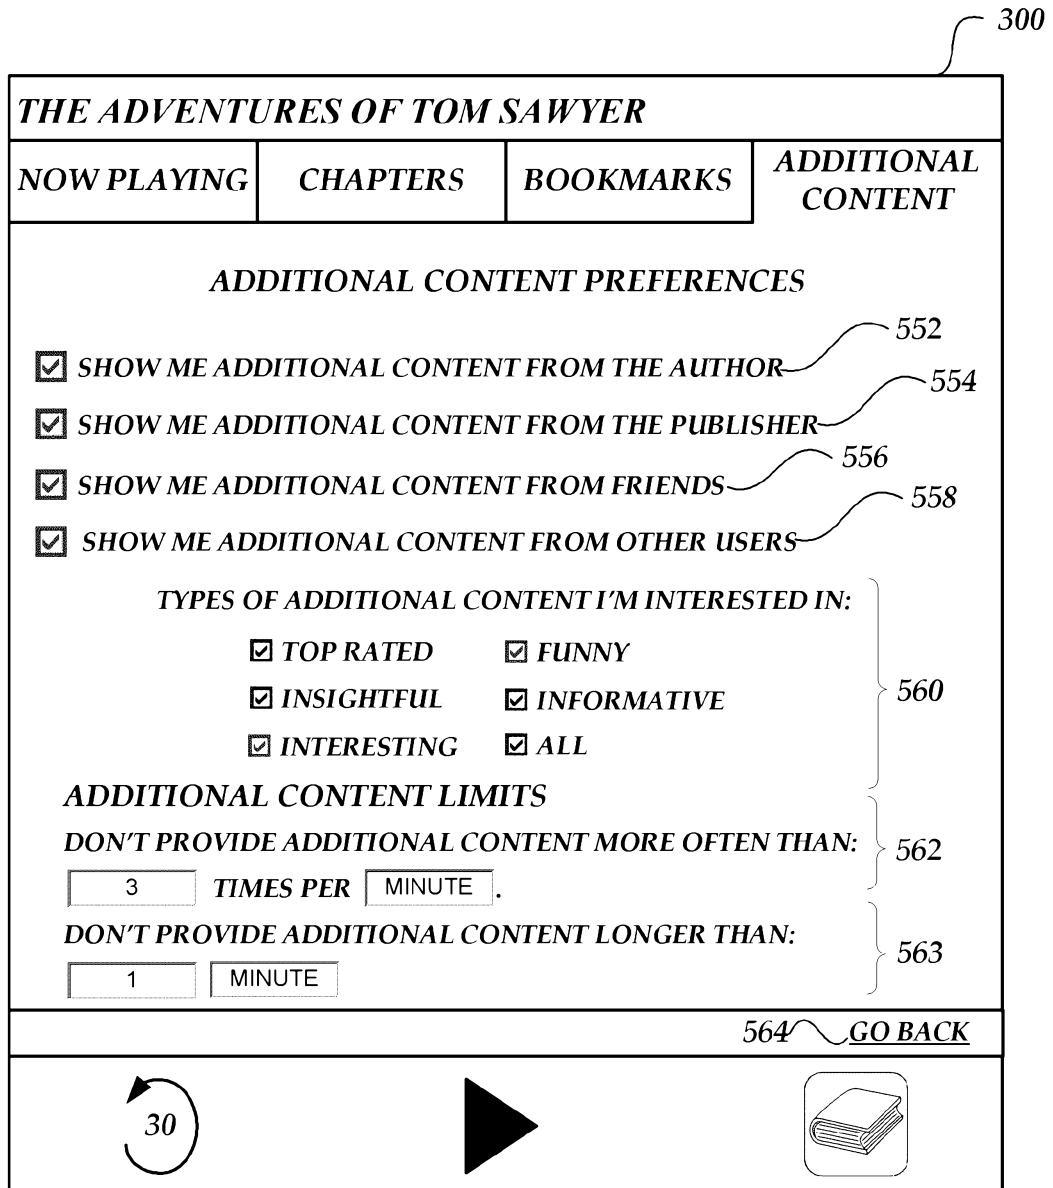 300
THE ADVENTURES OF TOM SAWYER
NOW PLAYING
CHAPTERS
BOOKMARKS
ADDITIONAL
CONTENT
ADDITIONAL CONTENT PREFERENCES
552
SHOW ME ADDITIONAL CONTENT FROM THE AUTHOR
554
SHOW ME ADDITIONAL CONTENT FROM THE PUBLISHER
556
SHOW ME ADDITIONAL CONTENT FROM FRIENDS
558
SHOW ME ADDITIONAL CONTENT FROM OTHER USERS
TYPES OF ADDITIONAL CONTENT I'M INTERESTED IN:
TOP RATED FUNNY
INSIGHTFUL INFORMATIVE
560
INTERESTING ALL
ADDITIONAL CONTENT LIMITS
DON'T PROVIDE ADDITIONAL CONTENT MORE OFTEN THAN:
562
3 TIMES PER MINUTE .
DON'T PROVIDE ADDITIONAL CONTENT LONGER THAN:
563
1 MINUTE
564 GO BACK
30